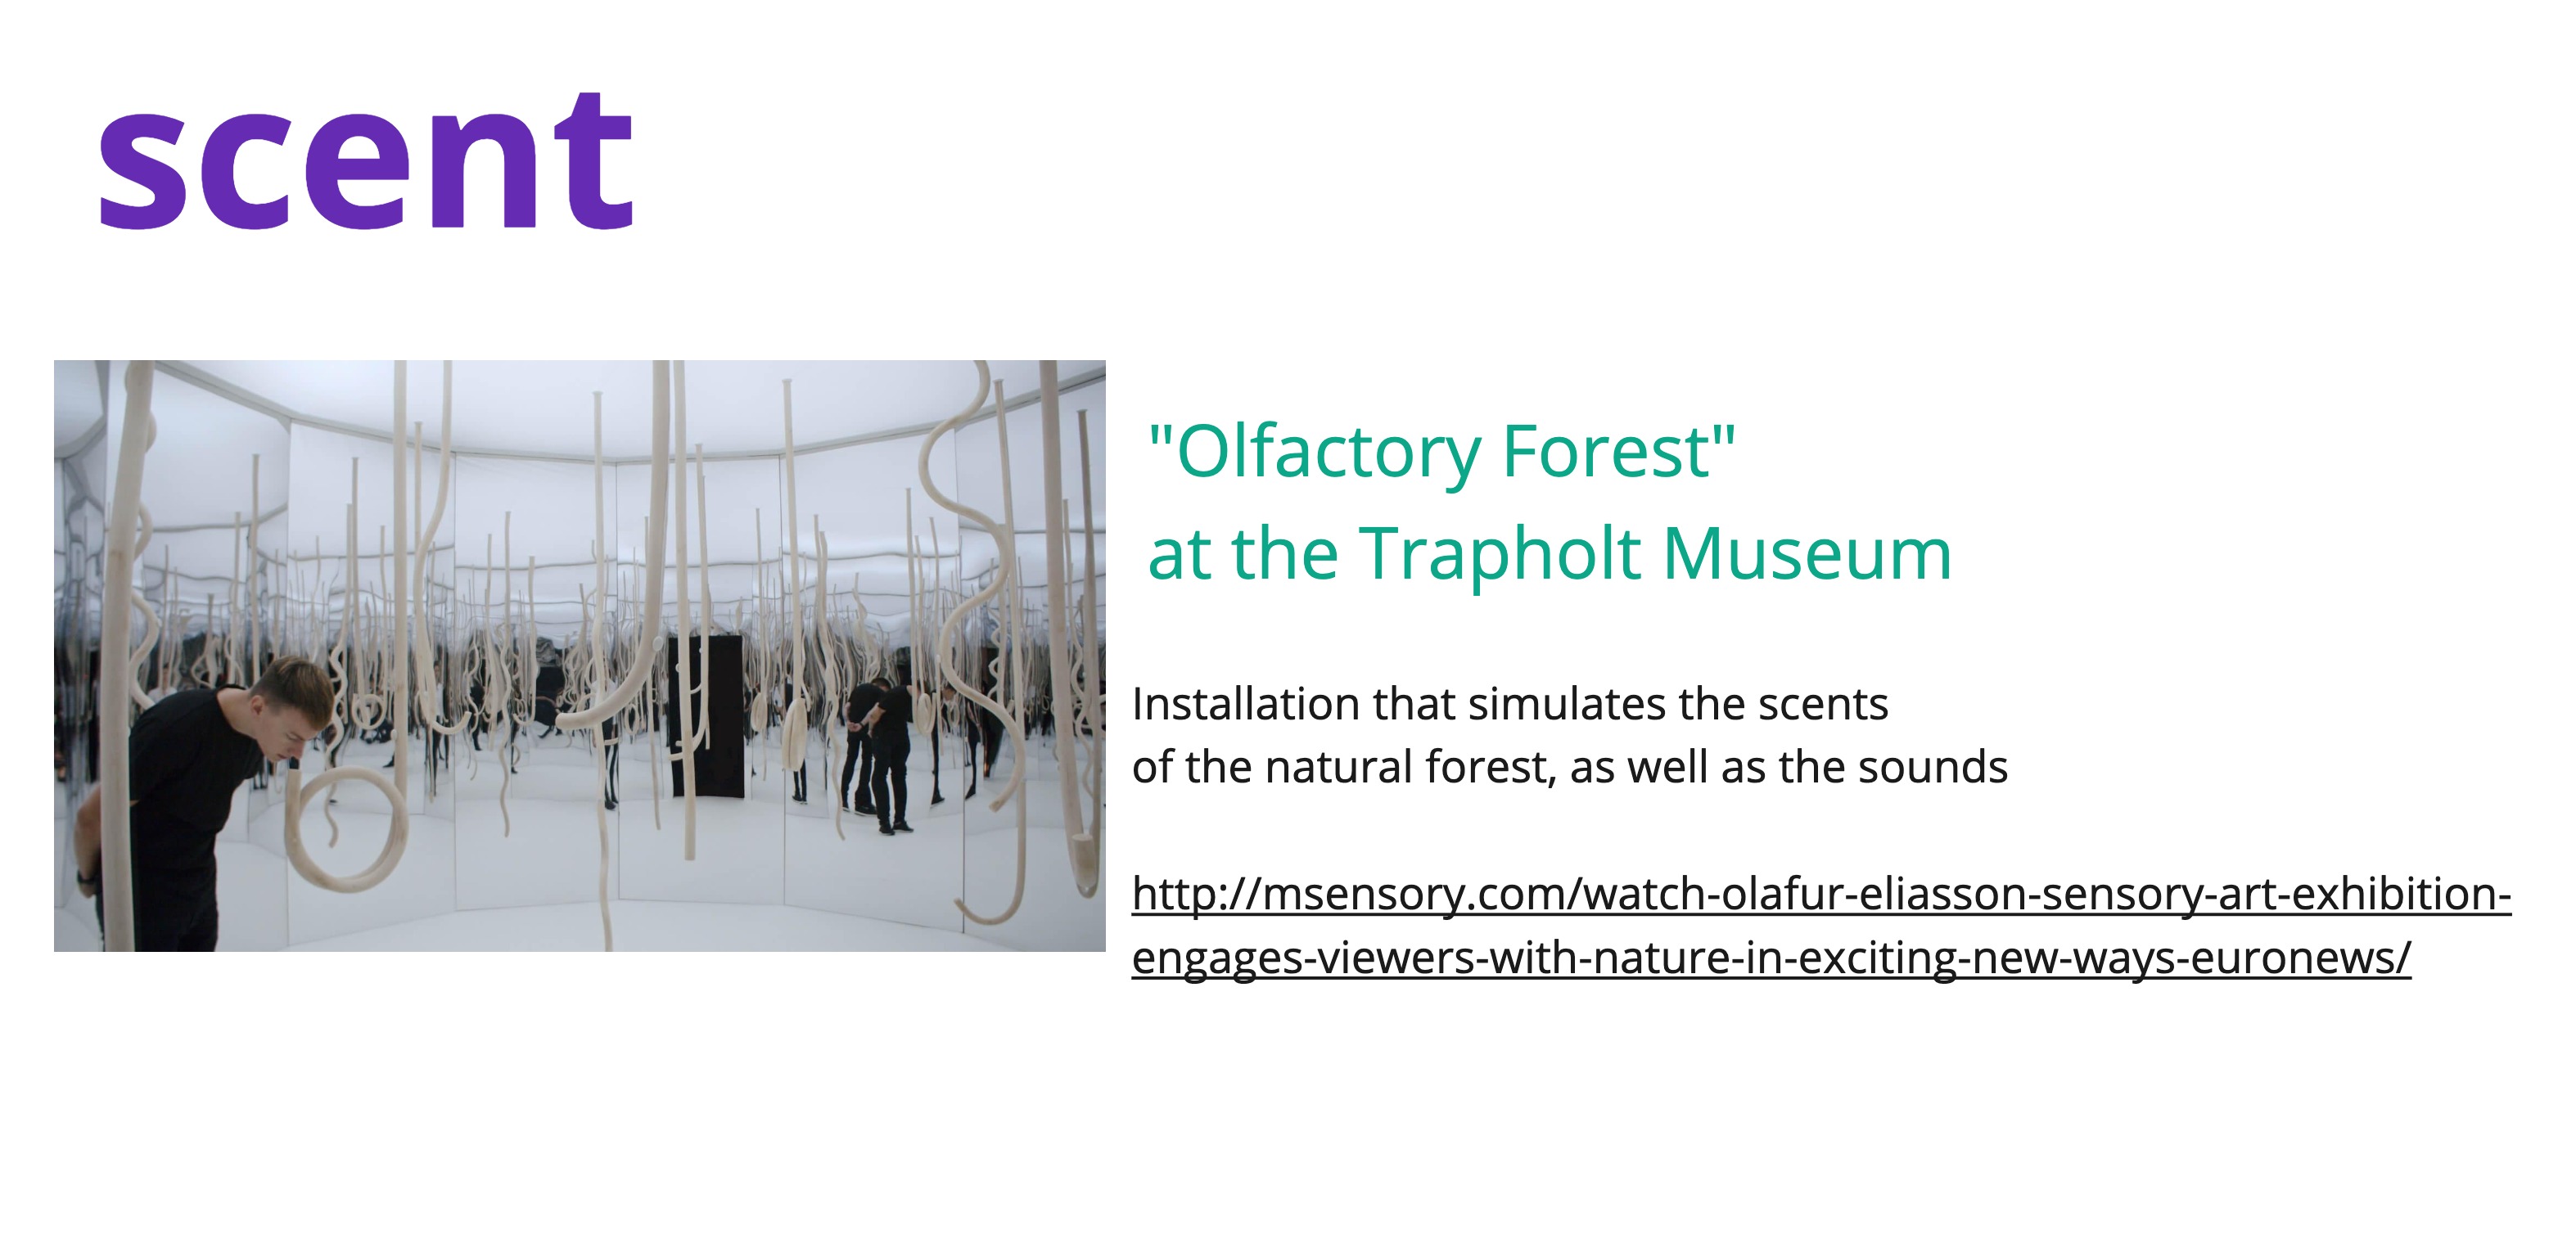 scent
"Olfactory Forest"
at the Trapholt Museum
Installation that simulates the scents
of the natural forest, as well as the sounds
http://msensory.com/watch-olafur-eliasson-sensory-art-exhibition-
engages-viewers-with-nature-in-exciting-new-ways-euronews/